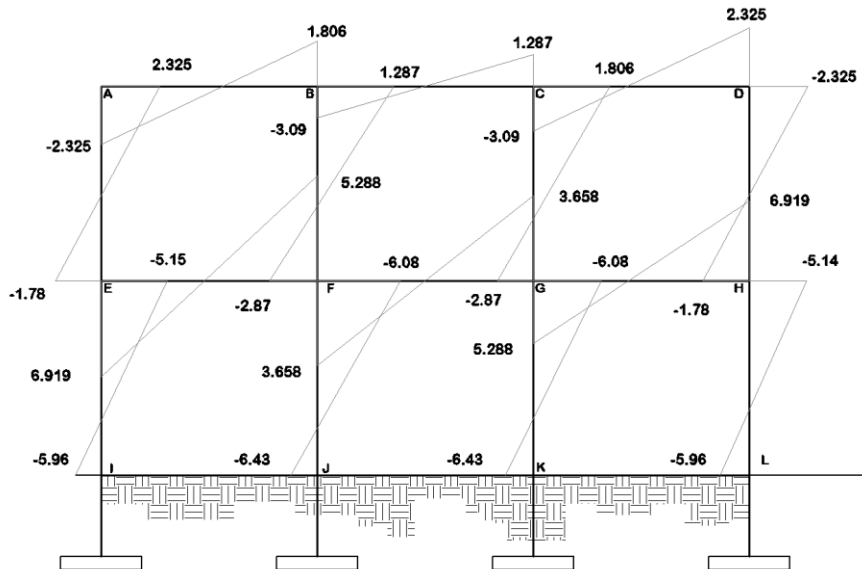 2.325
1.806
1.287
2.325
2.325
1.287
1.806
-2.325
A
B
C
D
-3.09
-3.09
-2.325
5.288
3.658
6.919
-5.15
-6.08
-6.08
-5.14
E
F
G
H
-1.78
-2.87
-2.87
-1.78
5.288
6.919
3.658
-5.96
I
-6.43
J
-6.43
K
-5.96
L